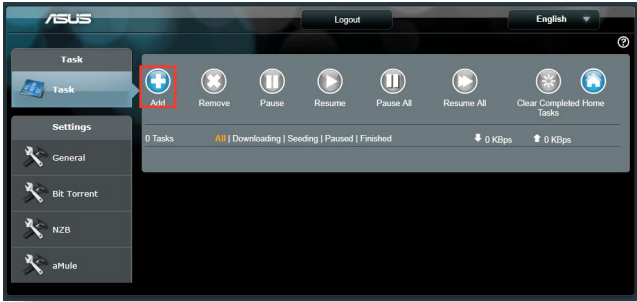 ASUS
Logout
English
?
Task
Task
Settings
General
Bit Torrent
NZB
aMule
Add
Remove
Pause
Resume
Pause All
Resume All
Clear Completed Tasks
Home
0 Tasks
All | Downloading | Seeding | Paused | Finished
0 KBps
0 KBps